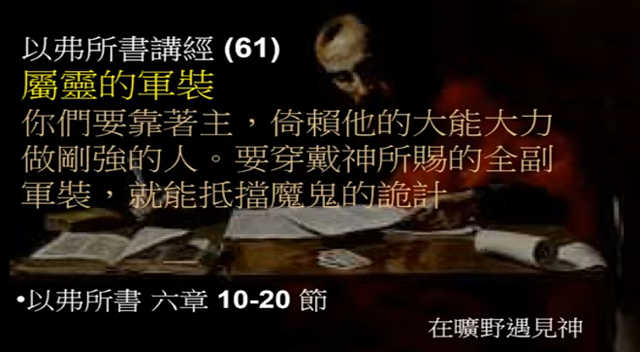 以弗所書講經 (61)
屬靈的軍裝
你們要靠著主，倚賴他的大能大力
做剛強的人。要穿戴神所賜的全副
軍裝，就能抵擋魔鬼的詭計
•以弗所書 六章 10-20 節
在曠野遇見神